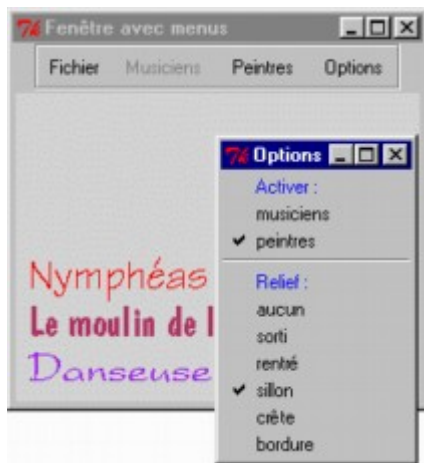 Fenêtre avec menus
Fichier Musiciens Peintres Options
Options
Activer :
musiciens
peintres
Relief :
aucun
sorti
rentré
sillon
crête
bordure
Nymphéas
Le moulin de l
Danseuse